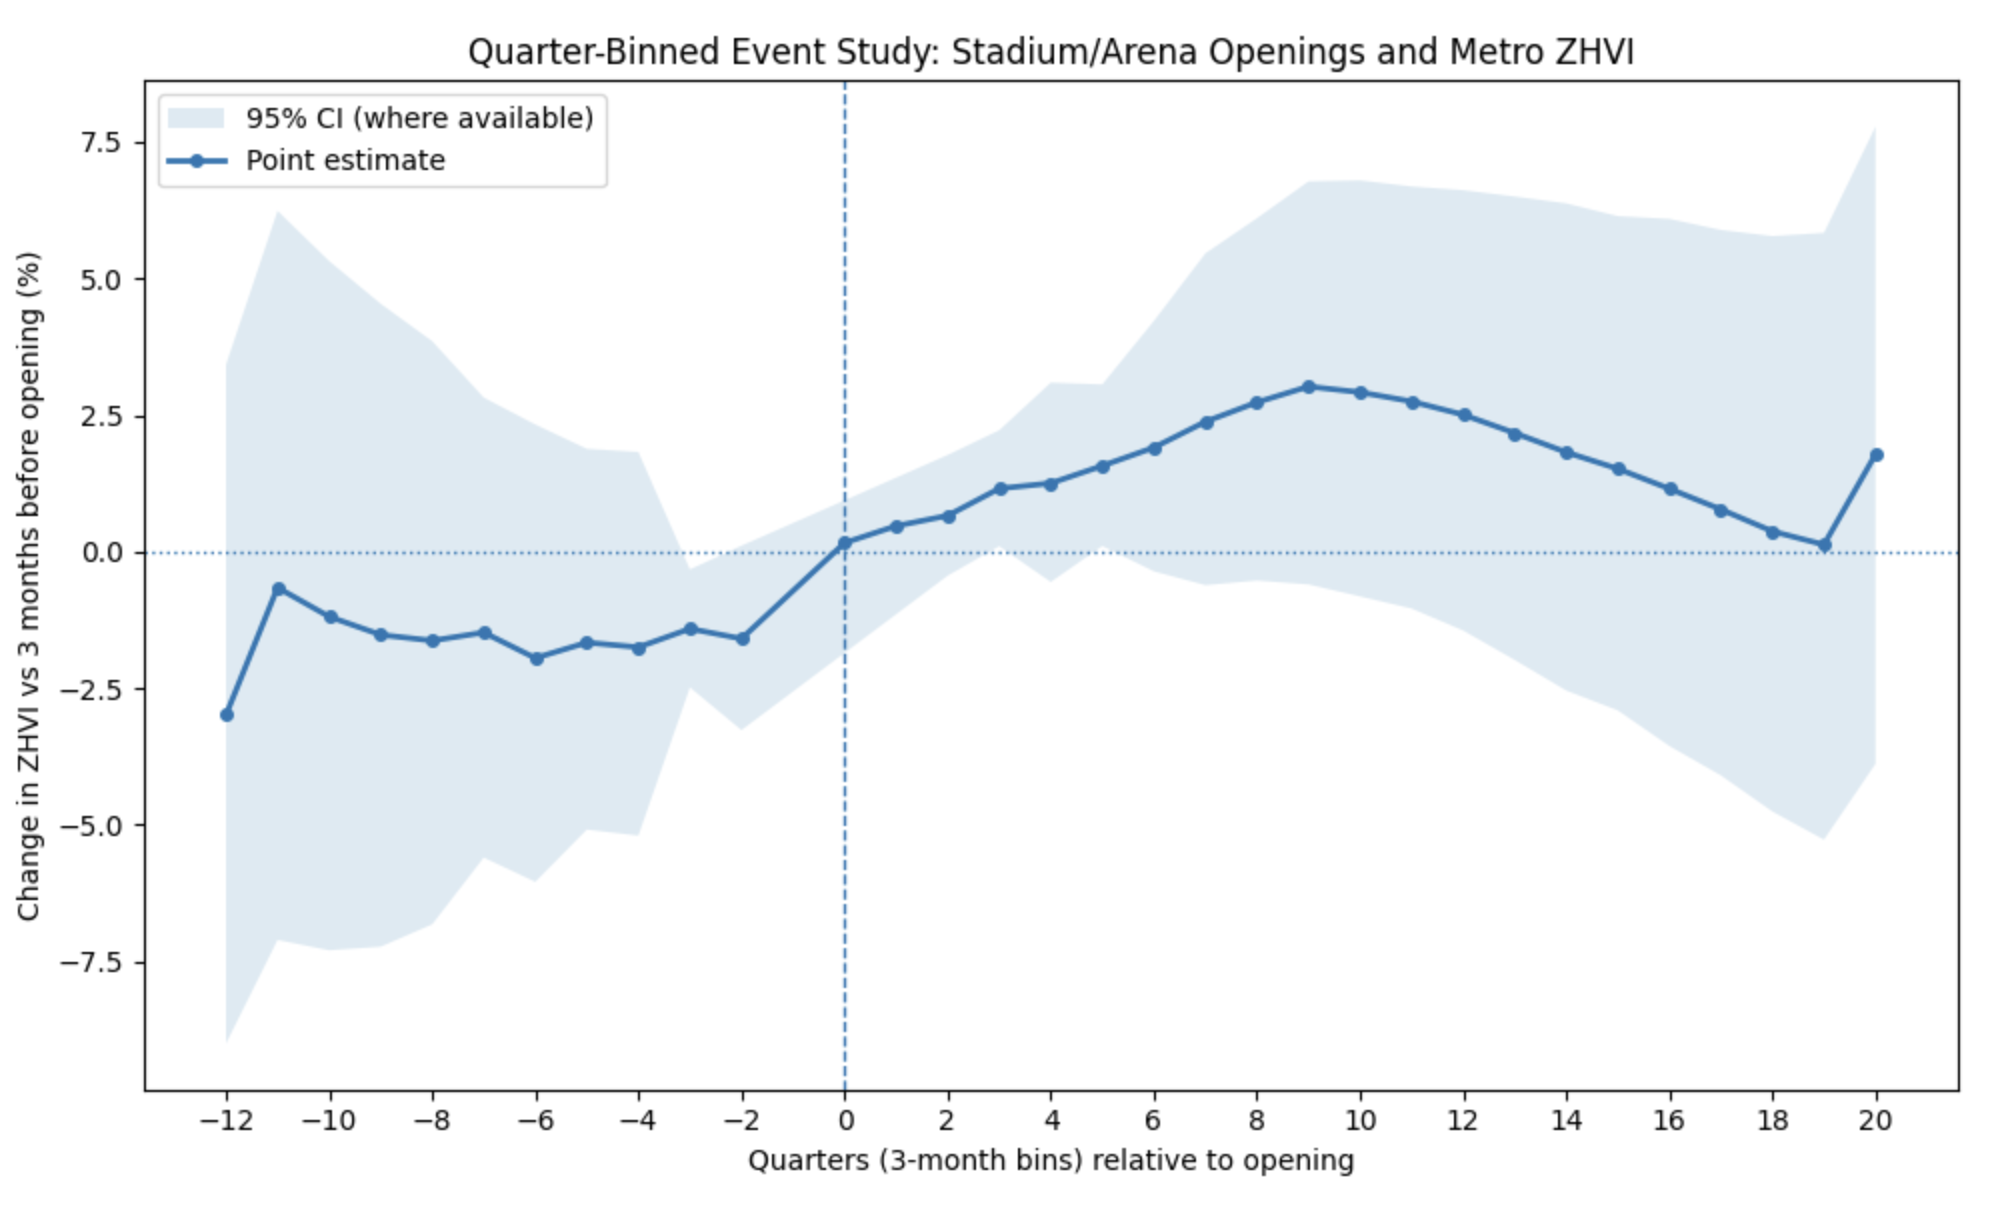 Quarter-Binned Event Study: Stadium/Arena Openings and Metro ZHVI
95% CI (where available)
Point estimate
Change in ZHVI vs 3 months before opening (%)
7.5
5.0
2.5
0.0
−2.5
−5.0
−7.5
−12 −10 −8 −6 −4 −2 0 2 4 6 8 10 12 14 16 18 20
Quarters (3-month bins) relative to opening